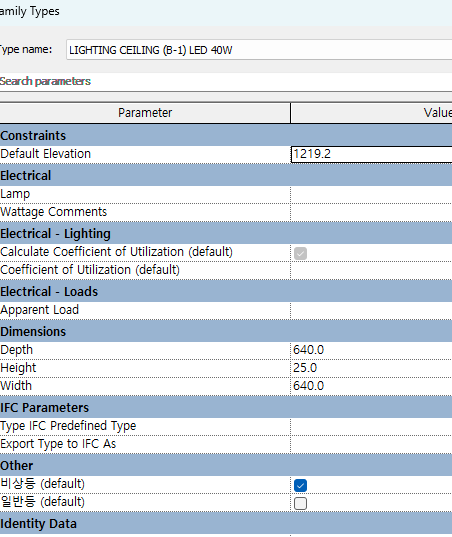 amily Types
Type name:
LIGHTING CEILING (B-1) LED 40W
Search parameters
Parameter Value
Constraints
Default Elevation 1219.2
Electrical
Lamp
Wattage Comments
Electrical - Lighting
Calculate Coefficient of Utilization (default)
Coefficient of Utilization (default)
Electrical - Loads
Apparent Load
Dimensions
Depth 640.0
Height 25.0
Width 640.0
IFC Parameters
Type IFC Predefined Type
Export Type to IFC As
Other
비상등 (default)
일반등 (default)
Identity Data